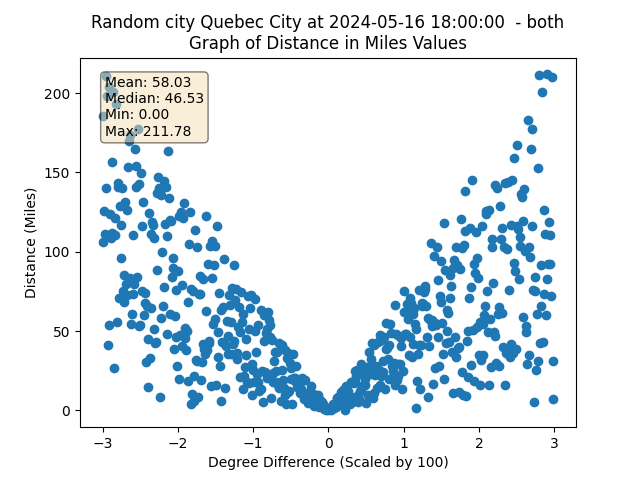 Random city Quebec City at 2024-05-16 18:00:00 - both
Graph of Distance in Miles Values
Mean: 58.03
Median: 46.53
Min: 0.00
Max: 211.78
Distance (Miles)
200
150
100
50
0
−3 −2 −1 0 1 2 3
Degree Difference (Scaled by 100)